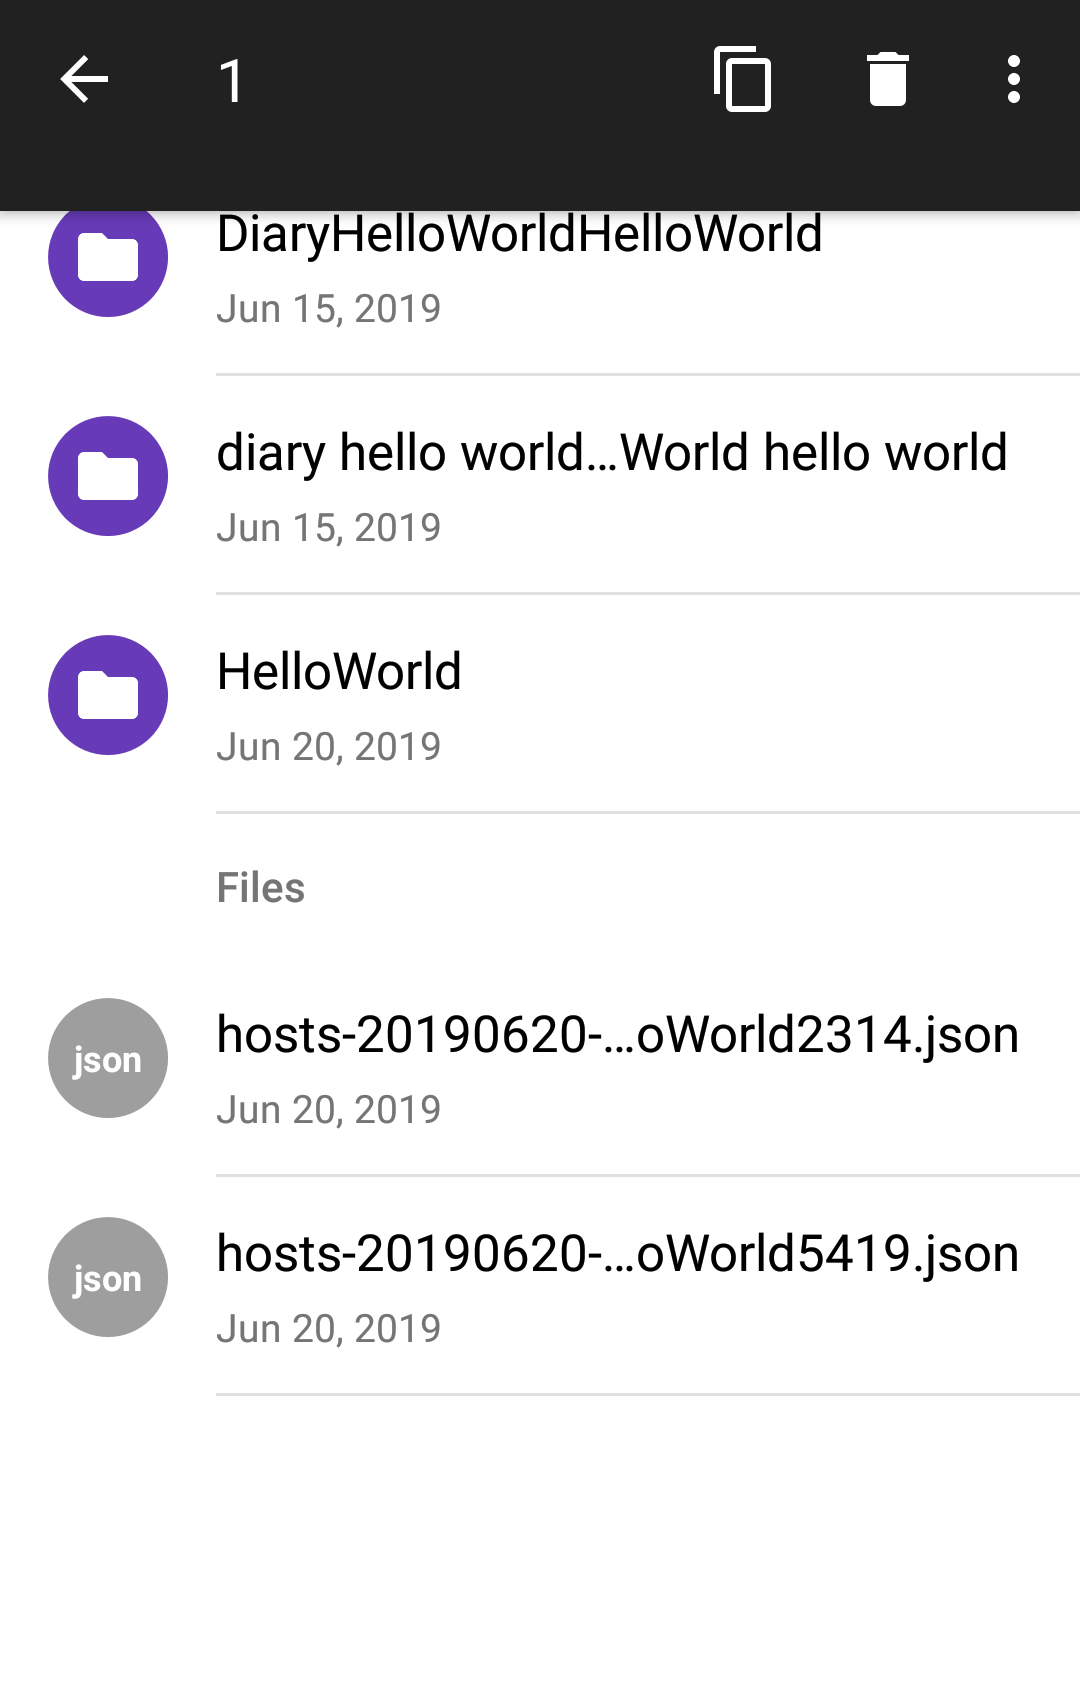 1
DiaryHelloWorldHelloWorld
Jun 15, 2019
diary hello world…World hello world
Jun 15, 2019
HelloWorld
Jun 20, 2019
Files
json
hosts-20190620-…oWorld2314.json
Jun 20, 2019
json
hosts-20190620-…oWorld5419.json
Jun 20, 2019